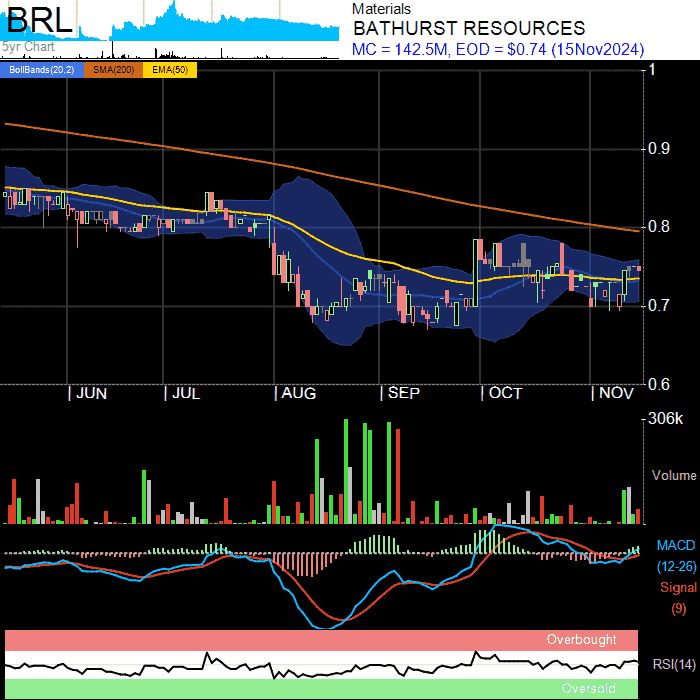 BRL
5yr Chart
Materials
BATHURST RESOURCES
MC = 142.5M, EOD = $0.74 (15Nov2024)
BollBands(20,2) SMA(200) EMA(50)
1
0.9
0.8
0.7
0.6
| JUN | JUL | AUG | SEP | OCT | NOV
306k
Volume
MACD
(12-26)
Signal
(9)
Overbought
RSI(14)
Oversold